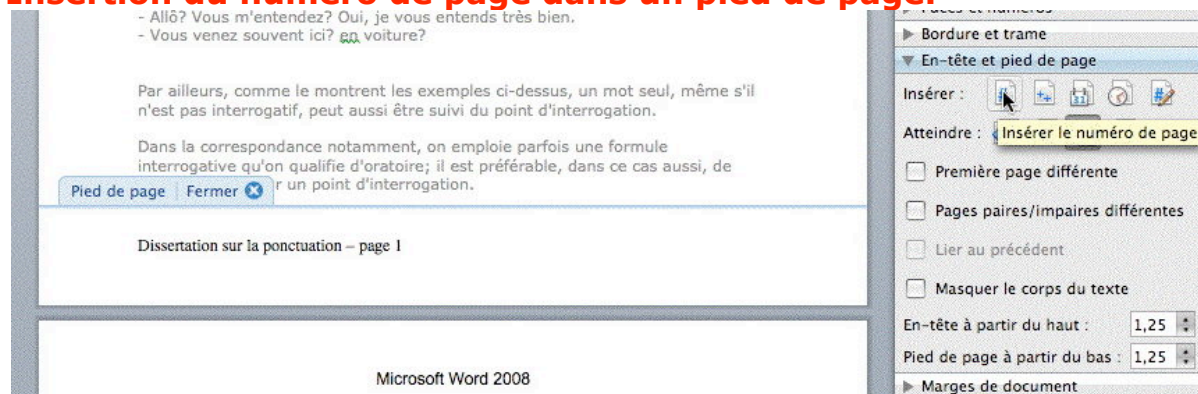 Insertion du numéro de page dans un pied de page.
- Allô? Vous m'entendez? Oui, je vous entends très bien.
- Vous venez souvent ici? en voiture?
Par ailleurs, comme le montrent les exemples ci-dessus, un mot seul, même s'il
n'est pas interrogatif, peut aussi être suivi du point d'interrogation.
Dans la correspondance notamment, on emploie parfois une formule
interrogative qu'on qualifie d'oratoire; il est préférable, dans ce cas aussi, de
r un point d'interrogation.
Pied de page Fermer
Dissertation sur la ponctuation – page 1
Microsoft Word 2008
Bordure et trame
En-tête et pied de page
Insérer :
Atteindre :
Insérer le numéro de page
Première page différente
Pages paires/impaires différentes
Lier au précédent
Masquer le corps du texte
En-tête à partir du haut : 1,25
Pied de page à partir du bas : 1,25
Marges de document